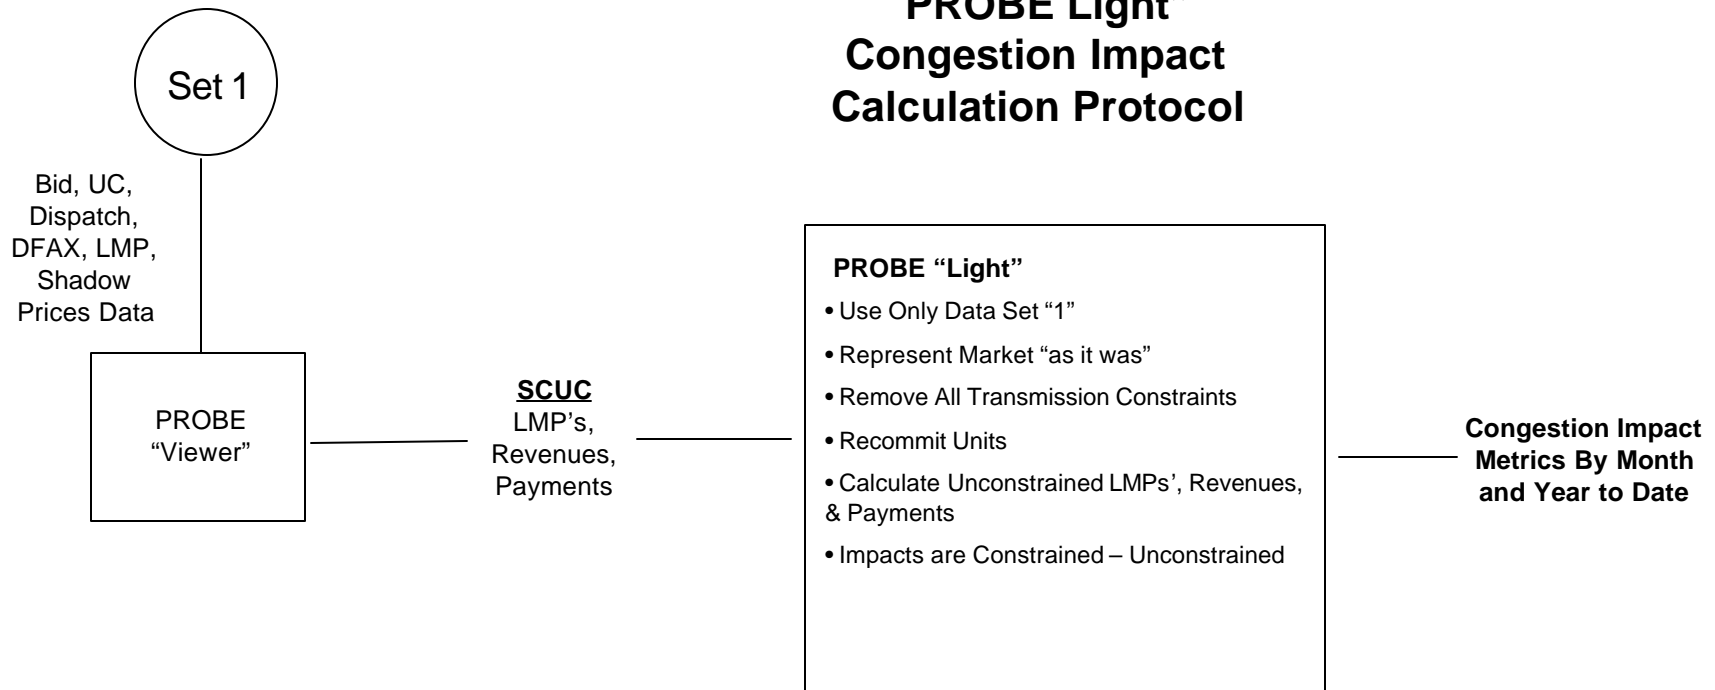 PROBE Light"
Congestion Impact
Calculation Protocol
Set 1
Bid, UC,
Dispatch,
DFAX, LMP,
Shadow
Prices Data
PROBE
“Viewer”
SCUC
LMP’s,
Revenues,
Payments
PROBE “Light”
• Use Only Data Set “1”
• Represent Market “as it was”
• Remove All Transmission Constraints
• Recommit Units
• Calculate Unconstrained LMPs’, Revenues,
& Payments
• Impacts are Constrained – Unconstrained
Congestion Impact
Metrics By Month
and Year to Date